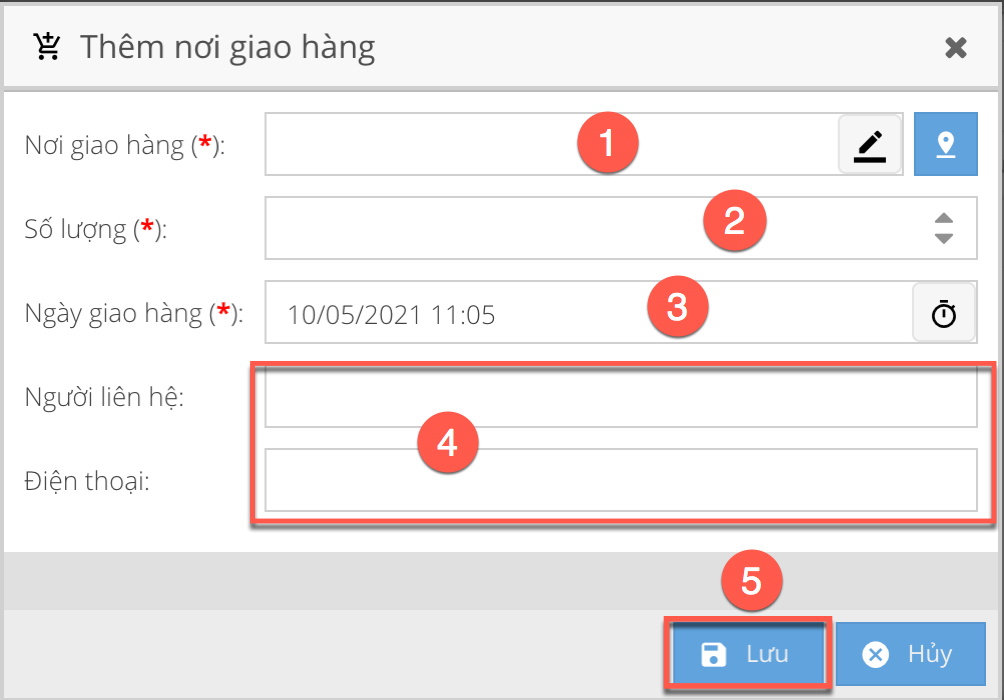 Thêm nơi giao hàng
Nơi giao hàng (*):
1
Số lượng (*):
2
Ngày giao hàng (*):
10/05/2021 11:05
3
Người liên hệ:
4
Điện thoại:
5
Lưu
Hủy